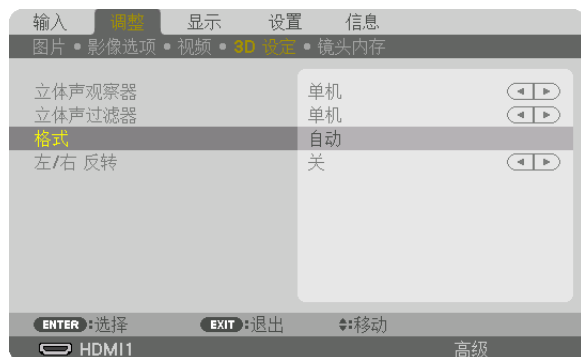 输入 调整 显示 设置 信息
图片 • 影像选项 • 视频 • 3D 设定 • 镜头内存
立体声观察器 单机
立体声过滤器 单机
格式 自动
左/右 反转 关
ENTER:选择 EXIT:退出 :移动
HDMI1 高级